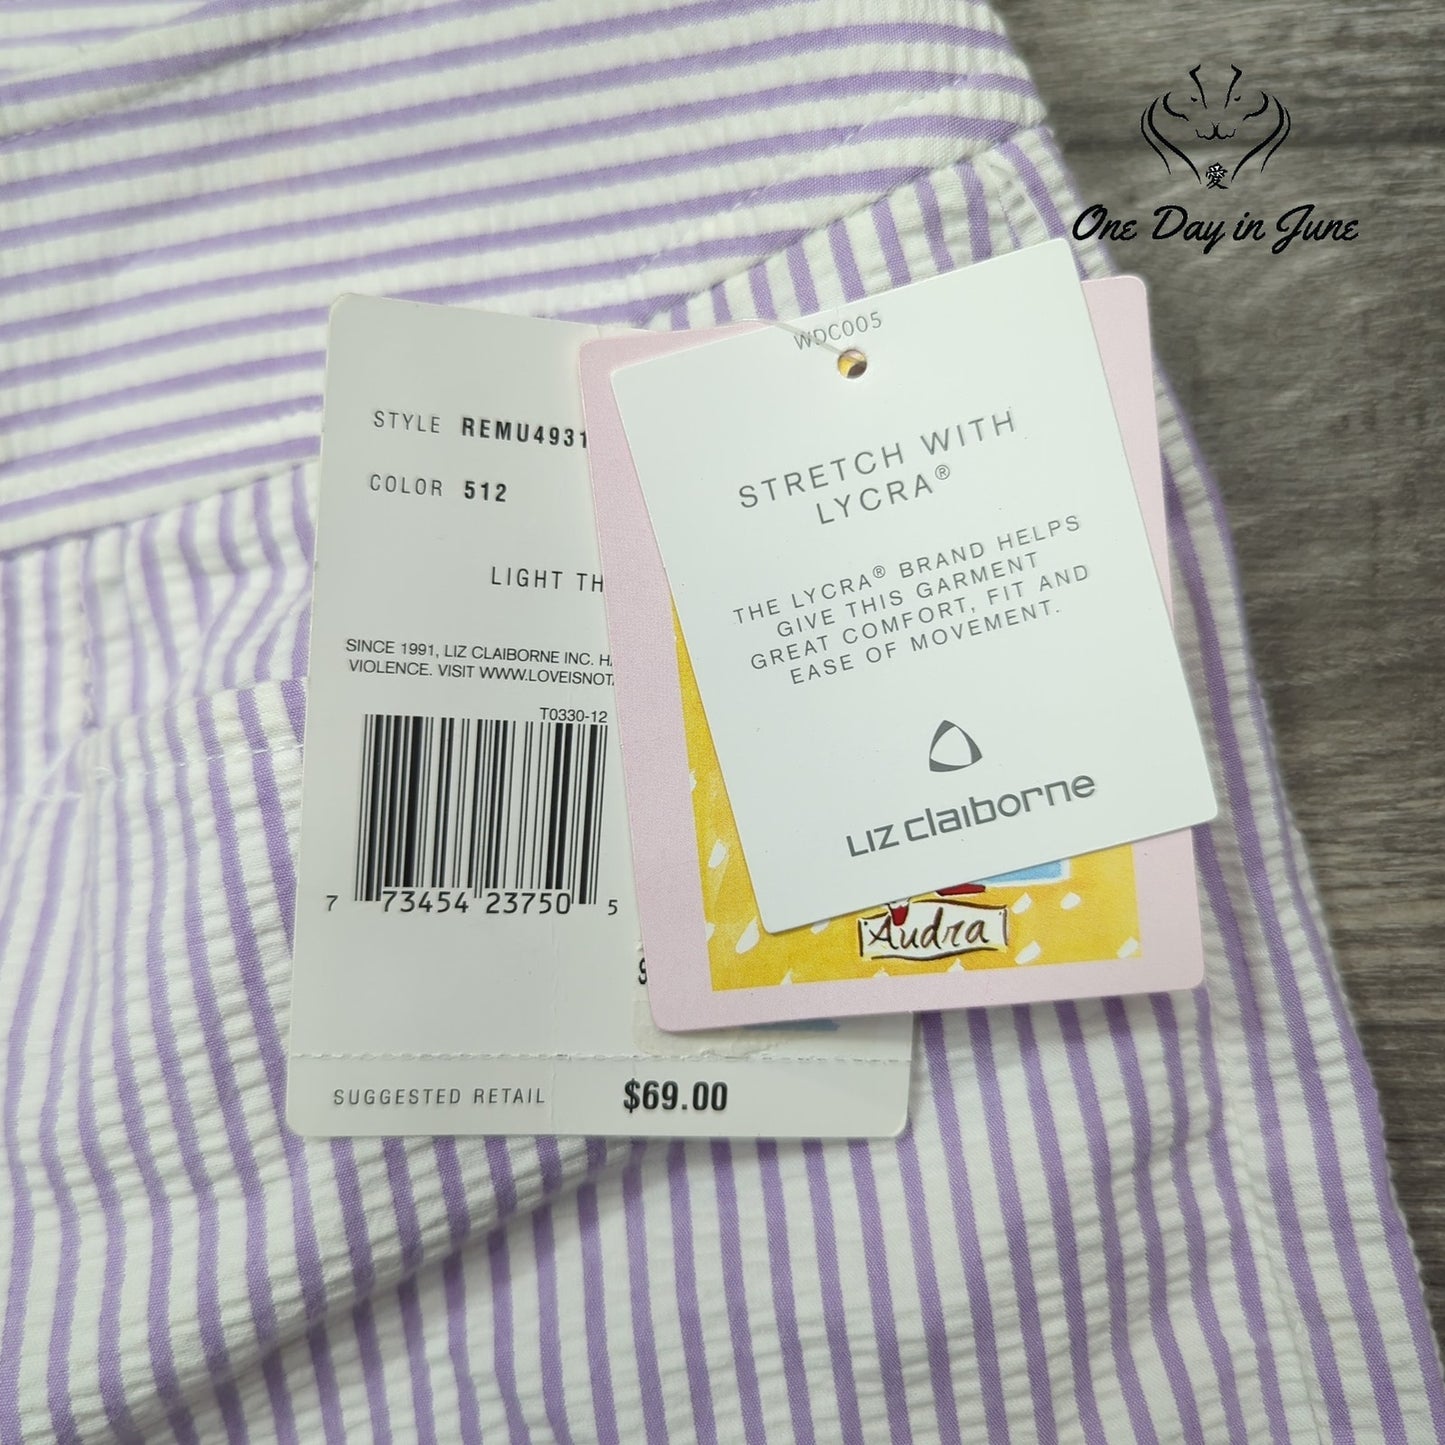 愛
One Day in June
STYLE REMU4931
COLOR 512
LIGHT TH
SINCE 1991, LIZ CLAIBORNE INC. H
VIOLENCE. VISIT WWW.LOVEISNOT
T0330-12
7 73454 23750 5
SUGGESTED RETAIL $69.00
WDC005
STRETCH WITH
LYCRA®
THE LYCRA® BRAND HELPS
GIVE THIS GARMENT
GREAT COMFORT, FIT AND
EASE OF MOVEMENT.
LIZ claiborne
Audra